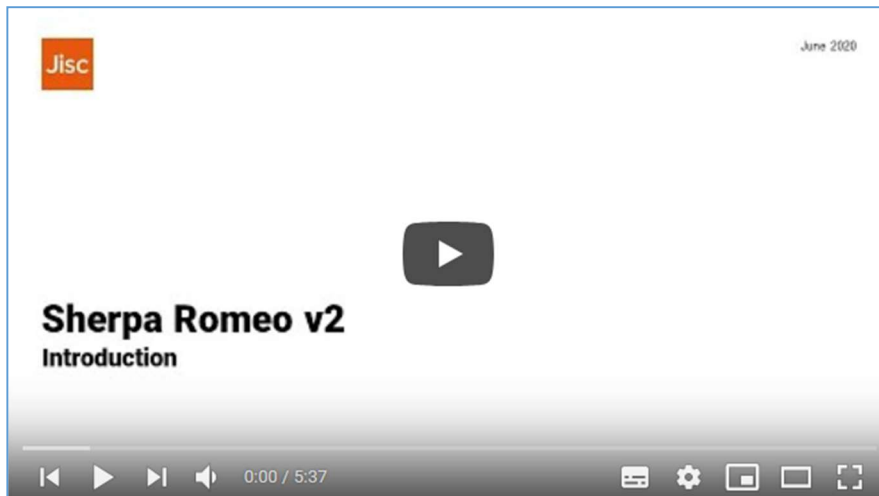 Jisc
June 2020
Sherpa Romeo v2
Introduction
0:00 / 5:37